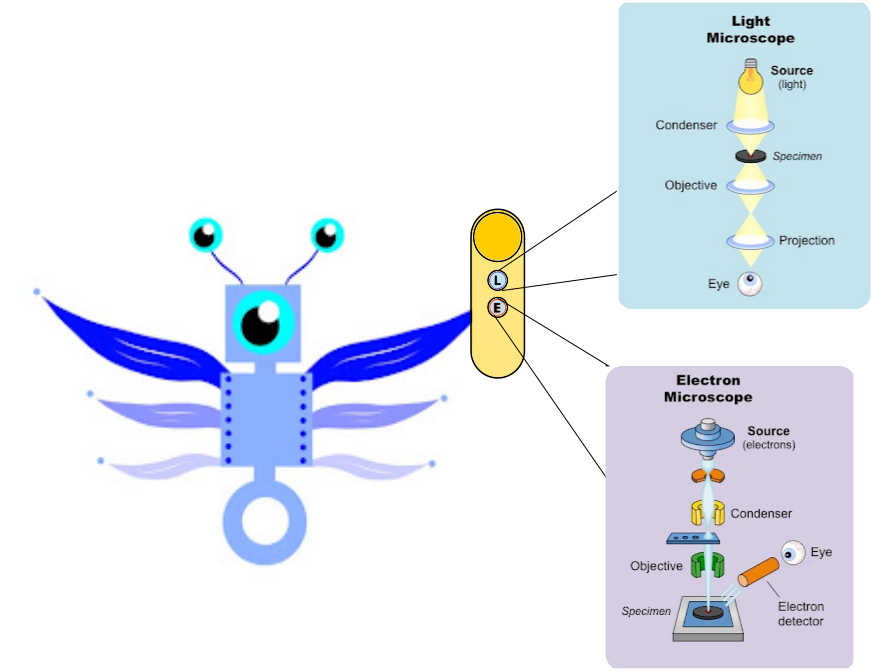 Light
Microscope
Source
(light)
Condenser
Specimen
Objective
Projection
Eye
L
E
Electron
Microscope
Source
(electrons)
Condenser
Eye
Objective
Specimen
Electron
detector